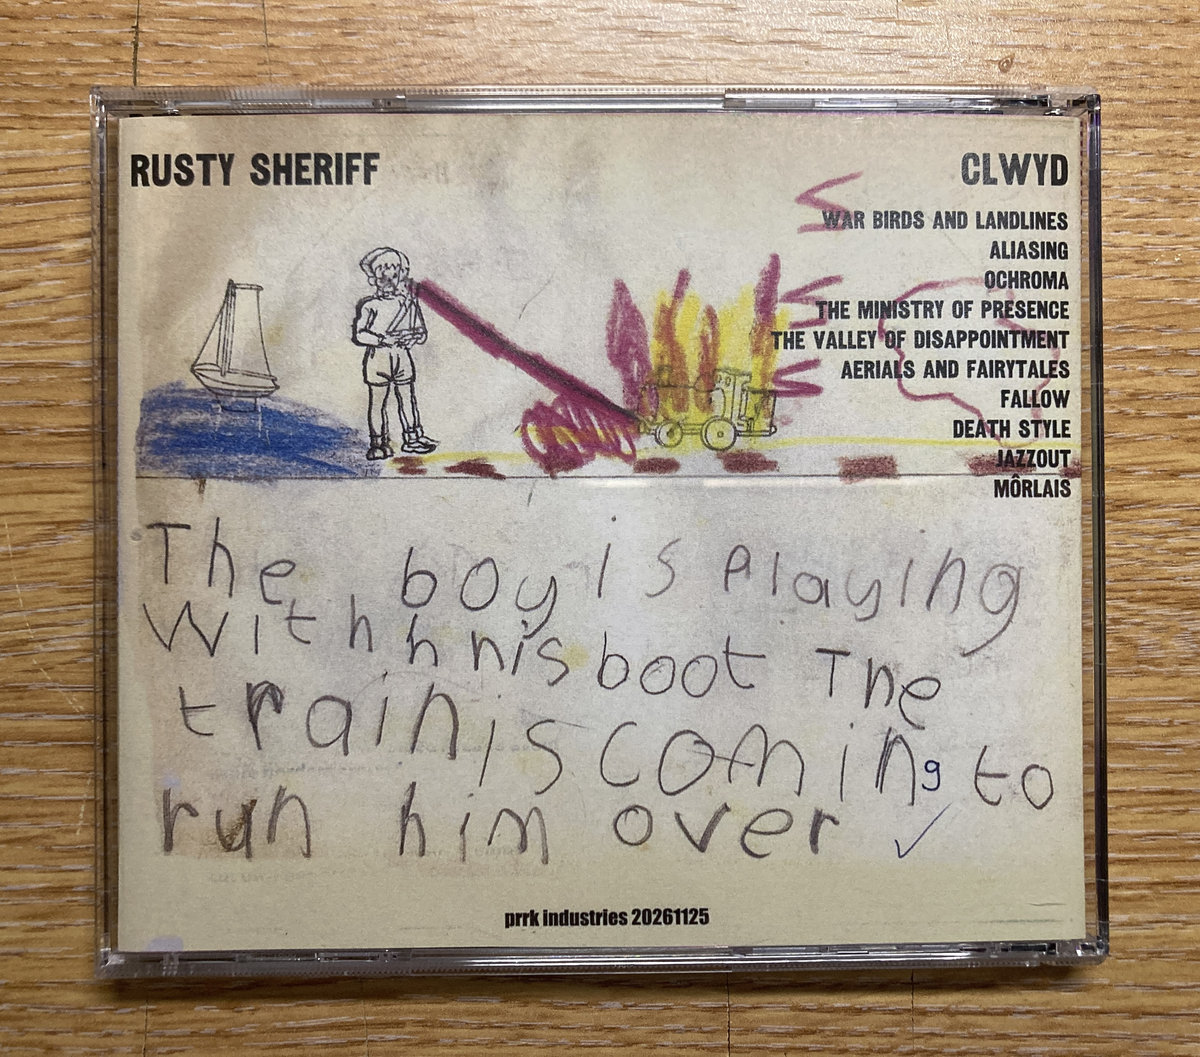 RUSTY SHERIFF
CLWYD
WAR BIRDS AND LANDLINES
ALIASING
OCHROMA
THE MINISTRY OF PRESENCE
THE VALLEY OF DISAPPOINTMENT
AERIALS AND FAIRYTALES
FALLOW
DEATH STYLE
JAZZOUT
MÔRLAIS
The boy is playing
With h nis boot The
train is coming to
run him over ✓
prrk industries 20261125